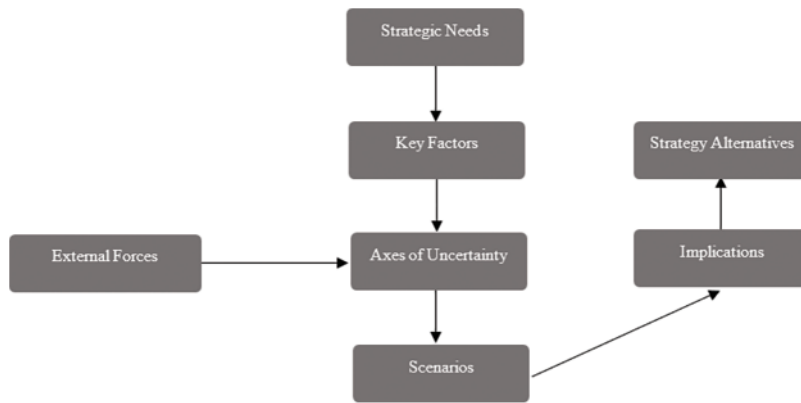 Strategic Needs
Key Factors
Strategy Alternatives
External Forces
Axes of Uncertainty
Implications
Scenarios